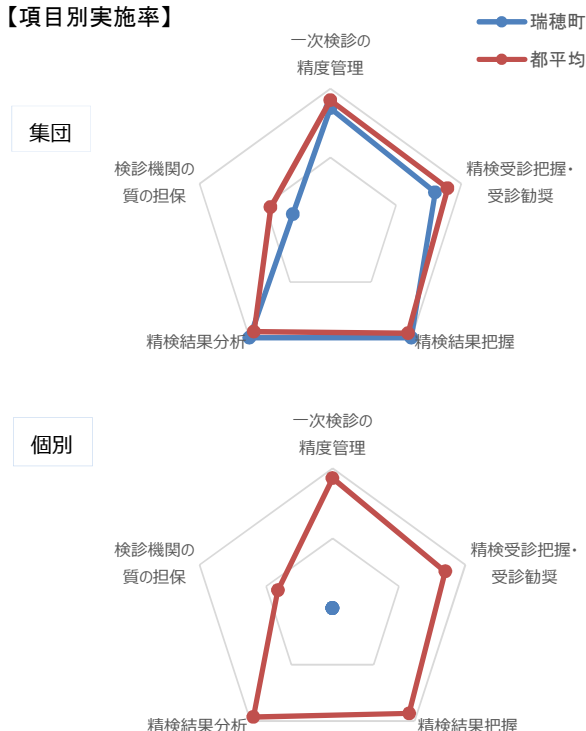 【項目別実施率】
瑞穂町
都平均
集団
一次検診の
精度管理
検診機関の
質の担保
精検受診把握・
受診勧奨
精検結果分析
精検結果把握
個別
一次検診の
精度管理
検診機関の
質の担保
精検受診把握・
受診勧奨
精検結果分析
精検結果把握